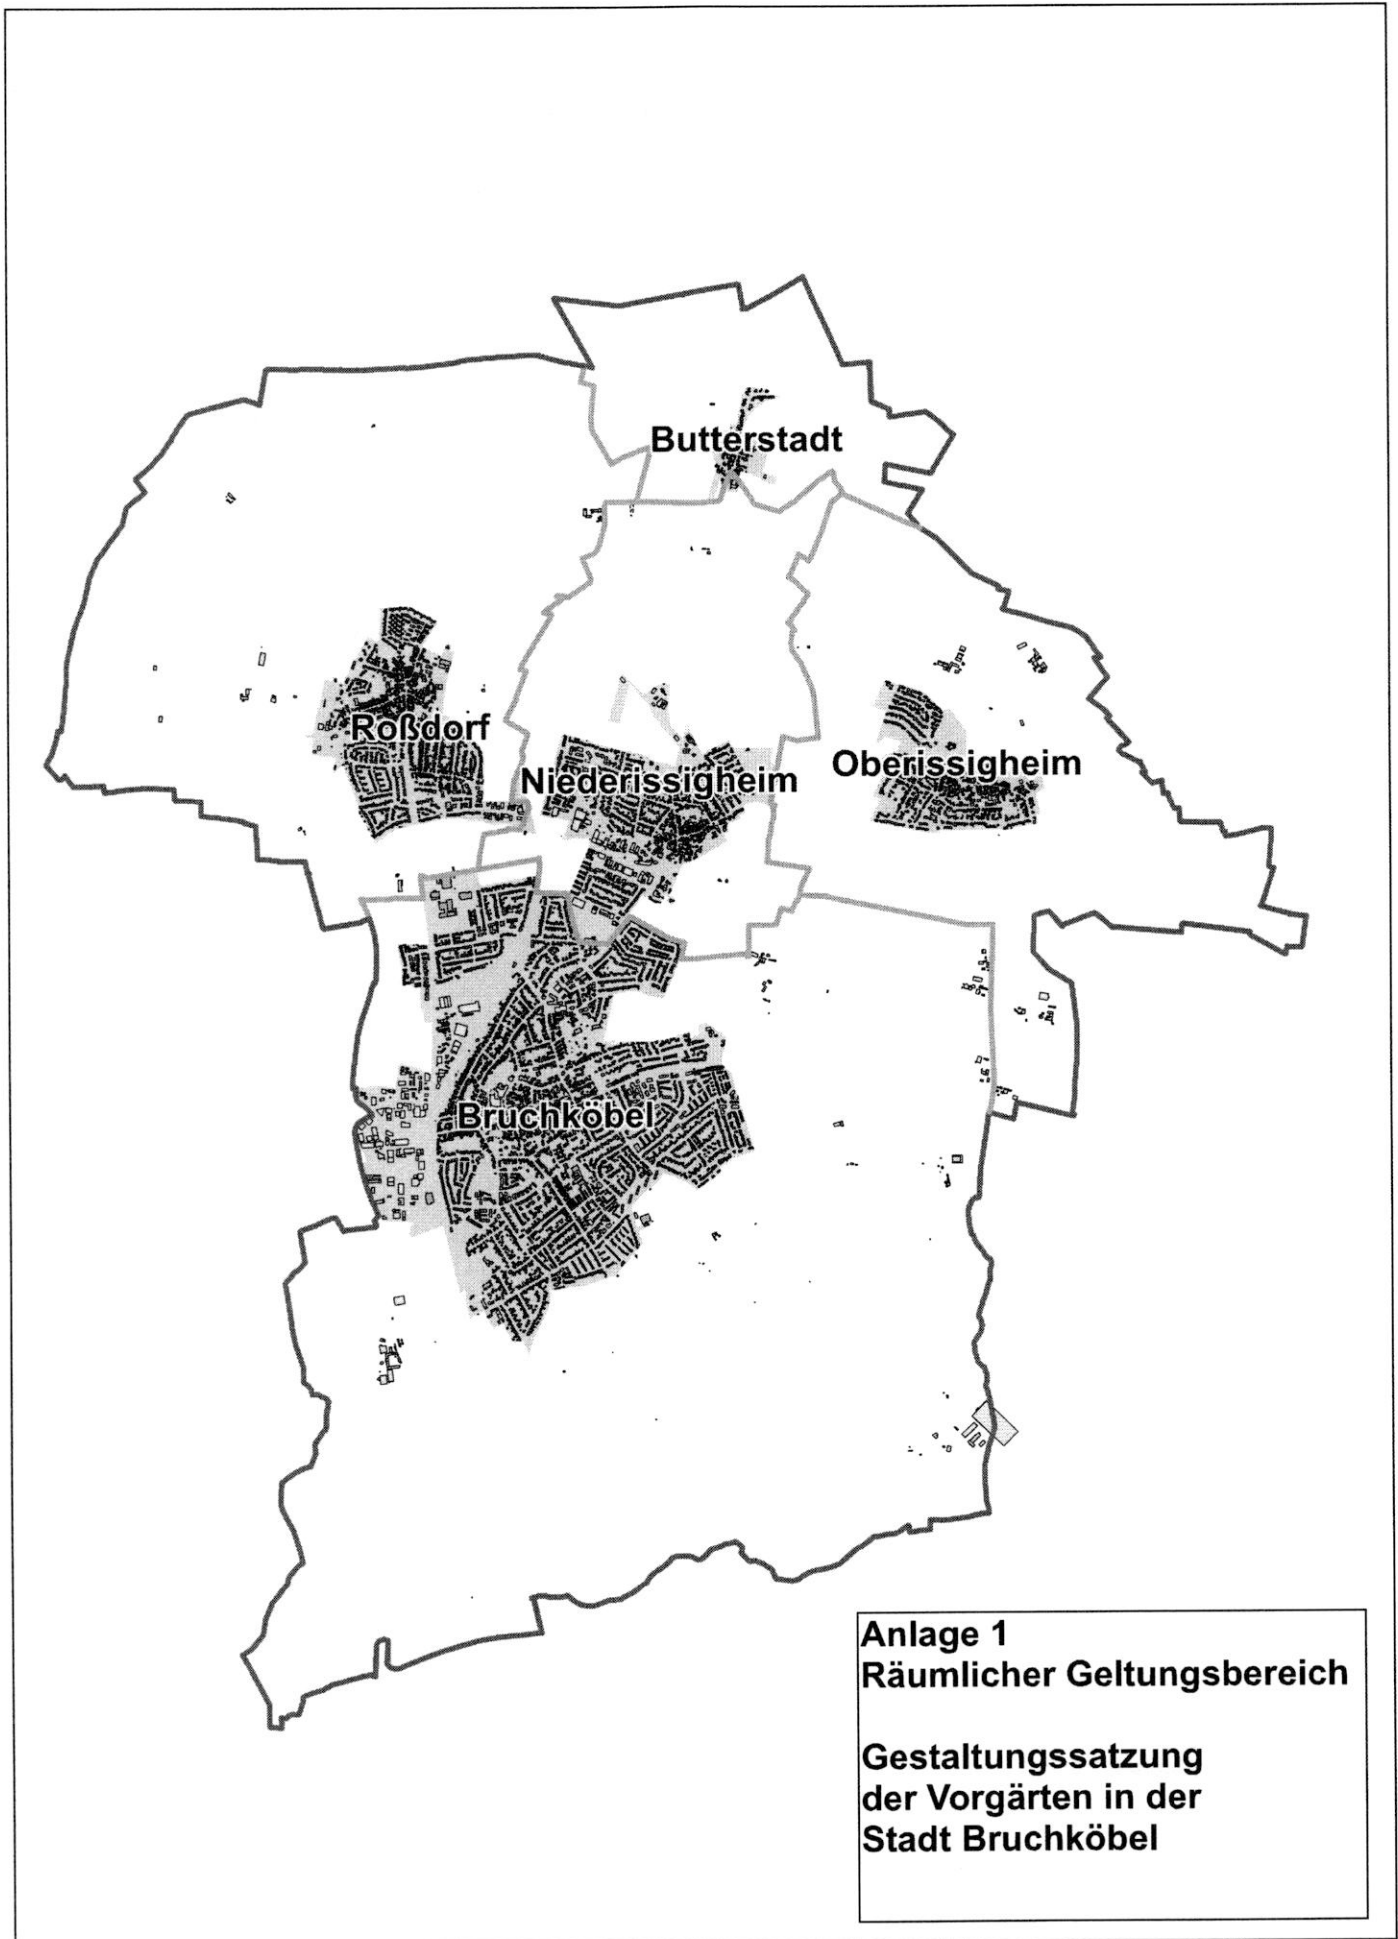 Butterstadt
Roßdorf
Niederissigheim
Oberissigheim
Bruchköbel
Anlage 1
Räumlicher Geltungsbereich
Gestaltungssatzung
der Vorgärten in der
Stadt Bruchköbel